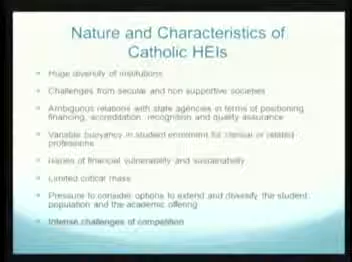 Nature and Characteristics of
Catholic HEIs
Huge diversity of institutions
Challenges from secular and non supportive societies
Ambiguous relations with state agencies in terms of positioning
financing, accreditation, recognition and quality assurance
Variable buoyancy in student enrolment for clerical or related
professions
Issues of financial vulnerability and sustainability
Limited critical mass
Pressure to consider options to extend and diversify the student
population and the academic offering
Intense challenges of competition